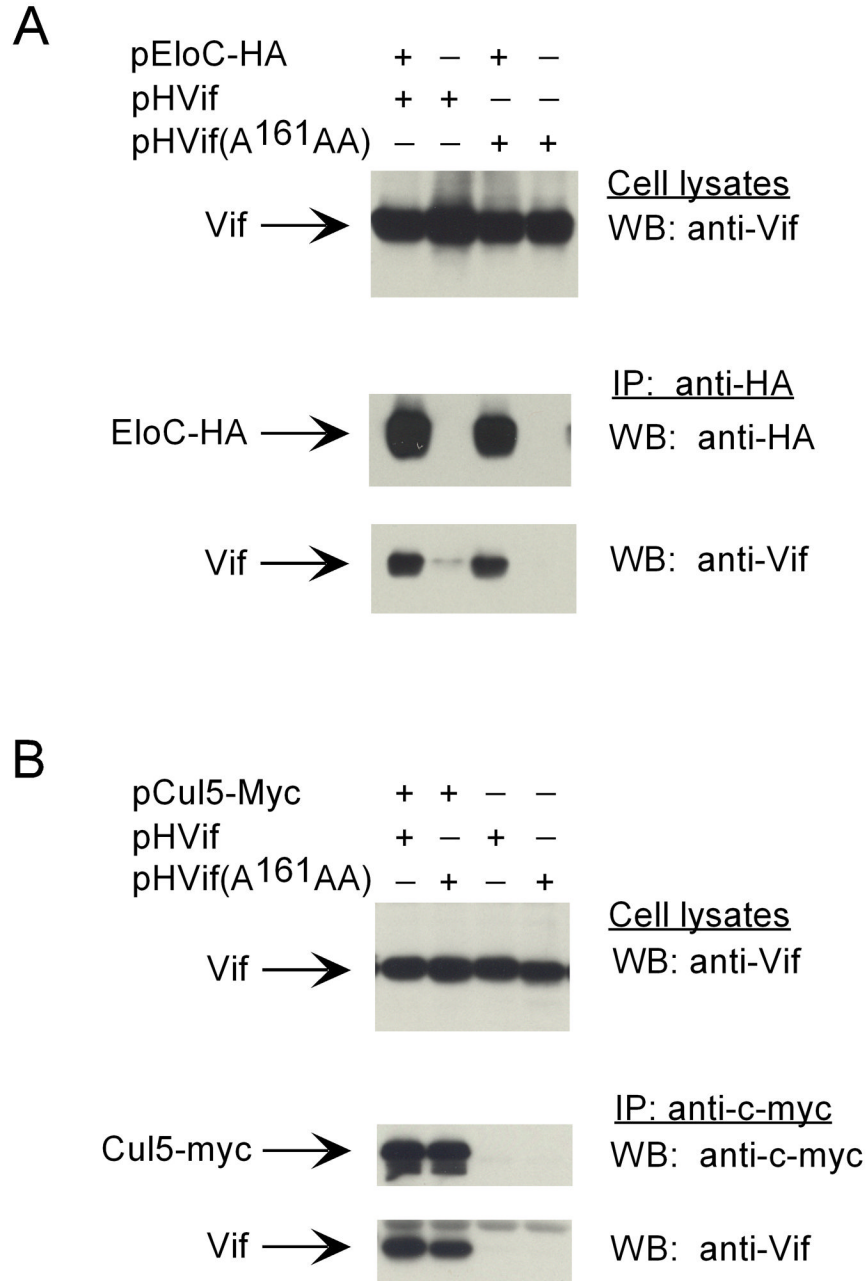 A
pEloC-HA + – + –
pHVif + + – –
pHVif(A161AA) – – + +
Cell lysates
Vif WB: anti-Vif
IP: anti-HA
EloC-HA WB: anti-HA
Vif WB: anti-Vif
B
pCul5-Myc + + – –
pHVif + – + –
pHVif(A161AA) – + – +
Cell lysates
Vif WB: anti-Vif
IP: anti-c-myc
Cul5-myc WB: anti-c-myc
Vif WB: anti-Vif